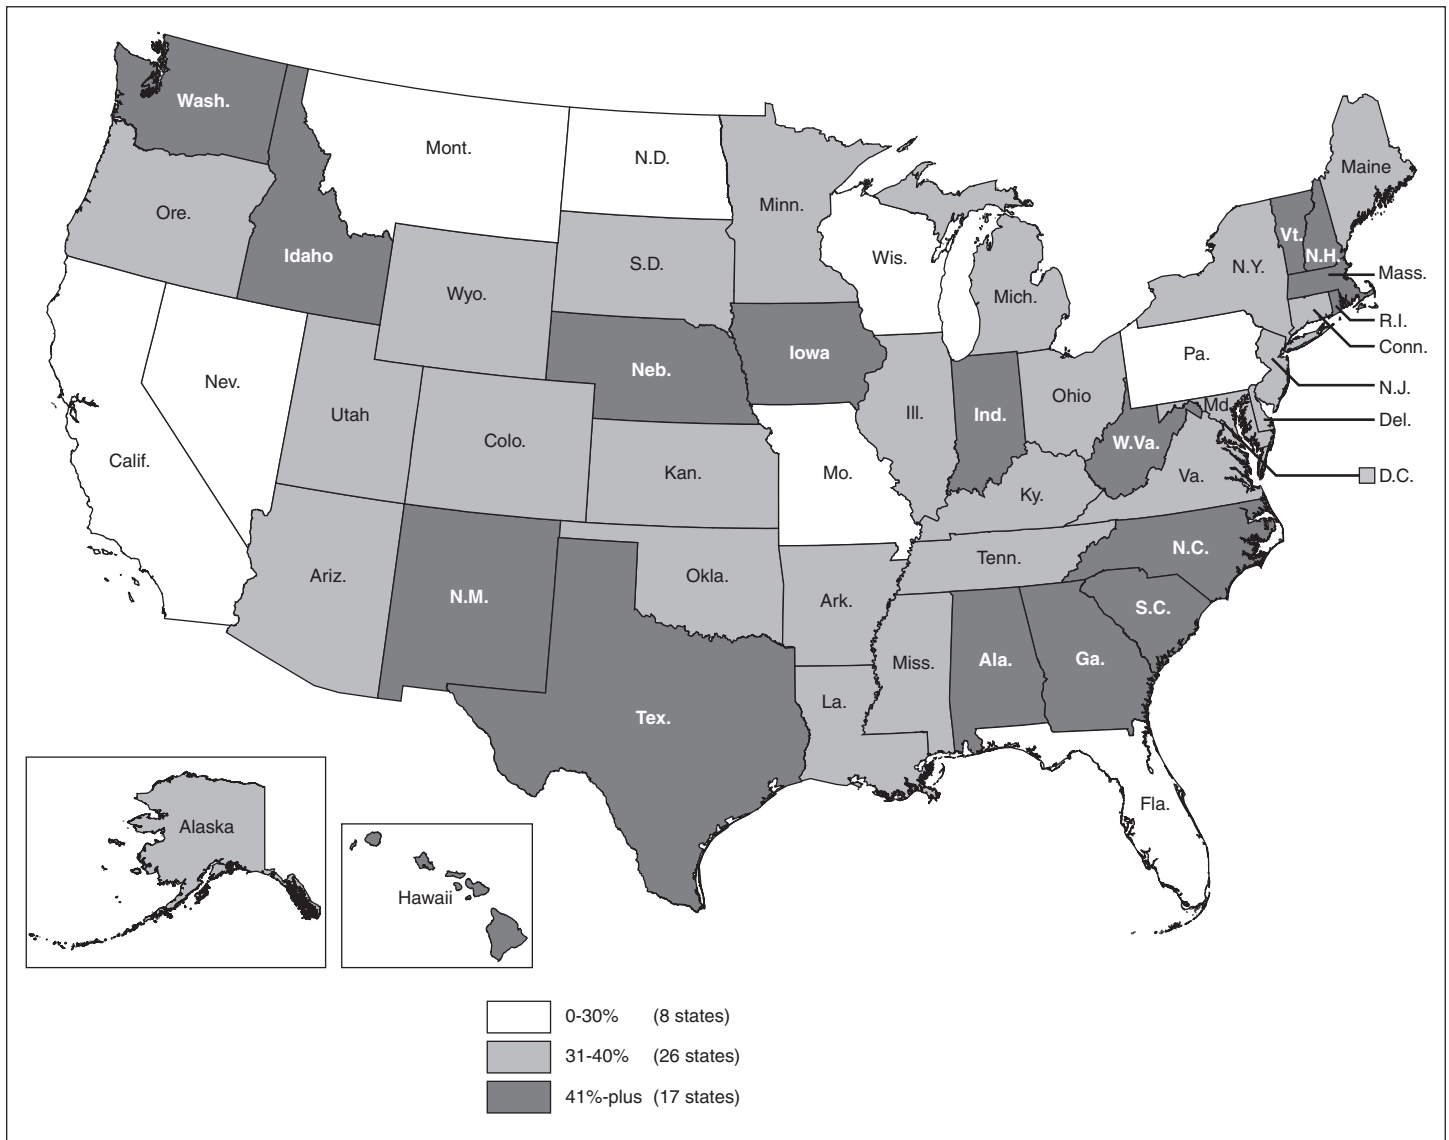 Wash.
Mont.
N.D.
Minn.
Maine
Ore.
Idaho
S.D.
Wis.
Mich.
Vt.
N.H.
N.Y.
Mass.
R.I.
Conn.
Wyo.
Neb.
Iowa
Pa.
N.J.
Nev.
Utah
Colo.
Ill.
Ind.
Ohio
Md.
Del.
W.Va.
Calif.
Kan.
Mo.
Ky.
Va.
D.C.
Ariz.
N.M.
Okla.
Ark.
Tenn.
N.C.
S.C.
Miss.
Ala.
Ga.
Tex.
La.
Fla.
Alaska
Hawaii
0-30% (8 states)
31-40% (26 states)
41%-plus (17 states)